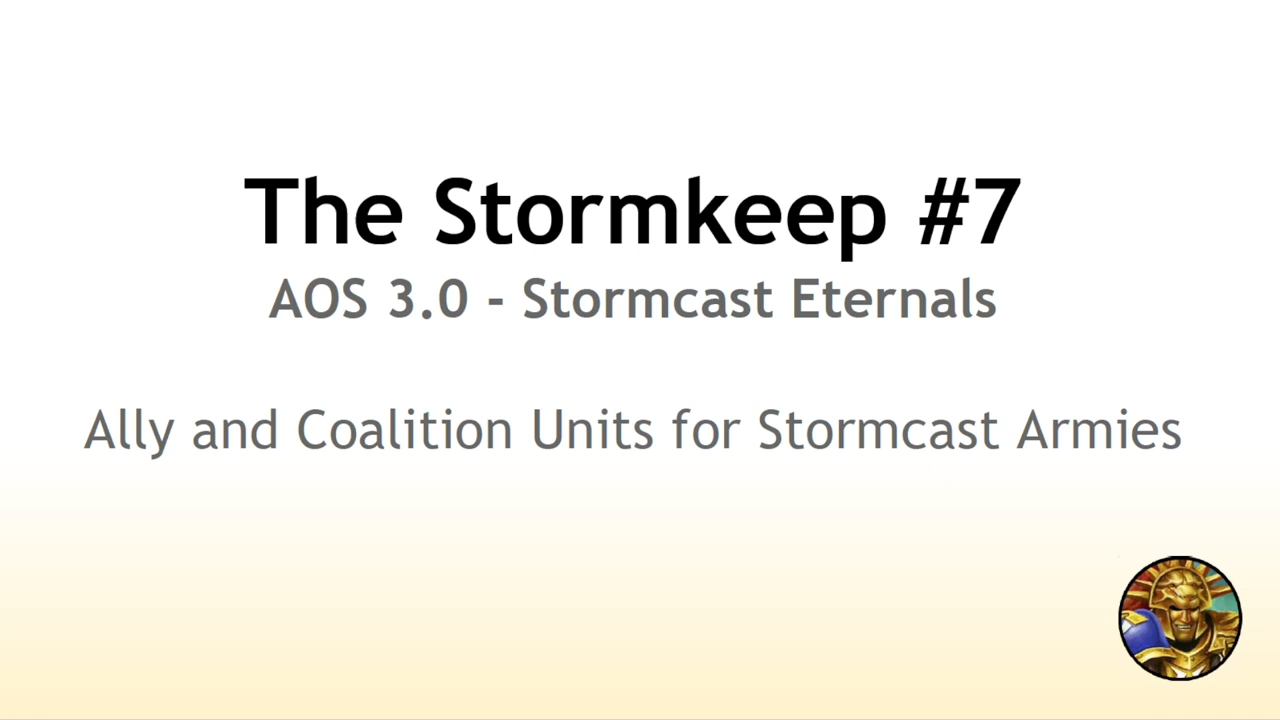 The Stormkeep #7
AOS 3.0 - Stormcast Eternals
Ally and Coalition Units for Stormcast Armies